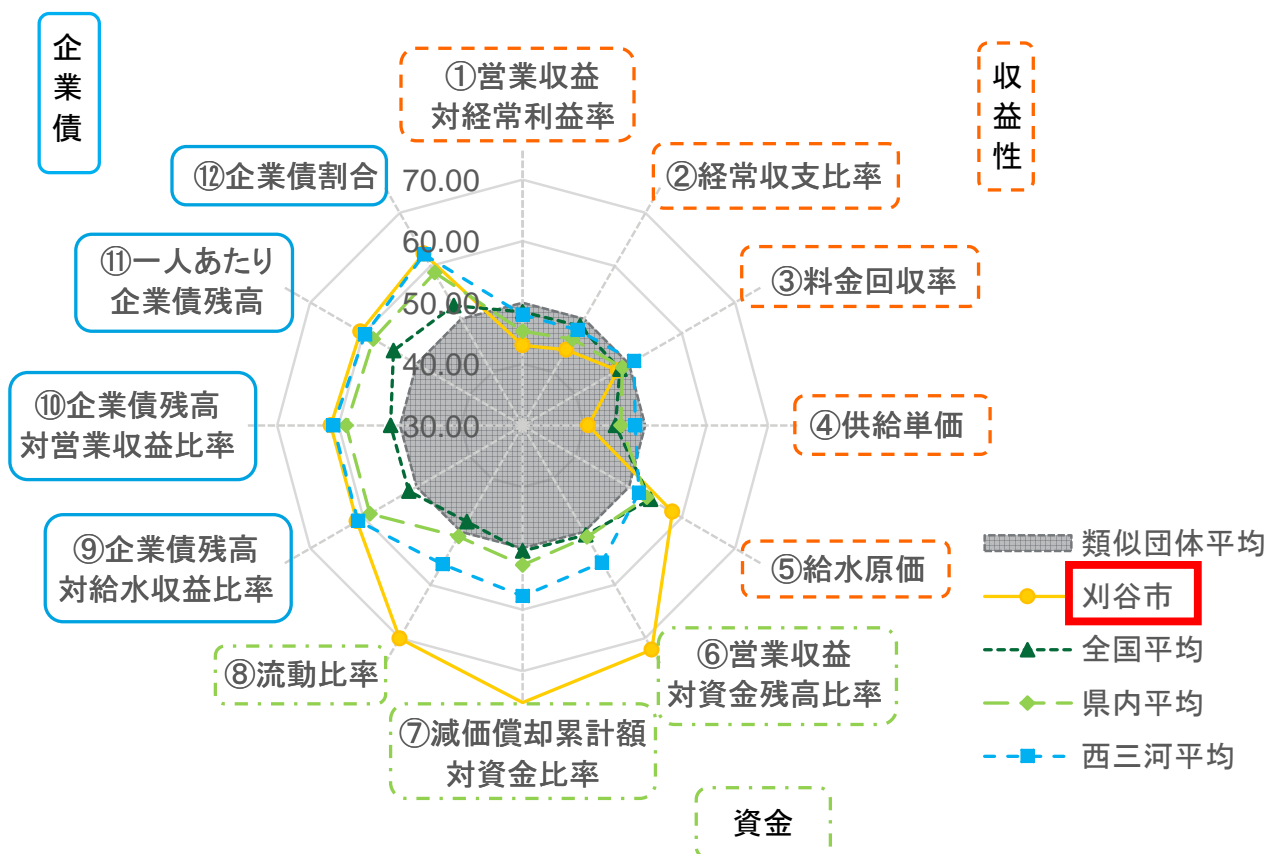 企業債
収益性
①営業収益
対経常利益率
②経常収支比率
③料金回収率
④供給単価
⑤給水原価
⑥営業収益
対資金残高比率
⑦減価償却累計額
対資金比率
⑧流動比率
⑨企業債残高
対給水収益比率
⑩企業債残高
対営業収益比率
⑪一人あたり
企業債残高
⑫企業債割合
70.00
60.00
50.00
40.00
30.00
類似団体平均
刈谷市
全国平均
県内平均
西三河平均
資金